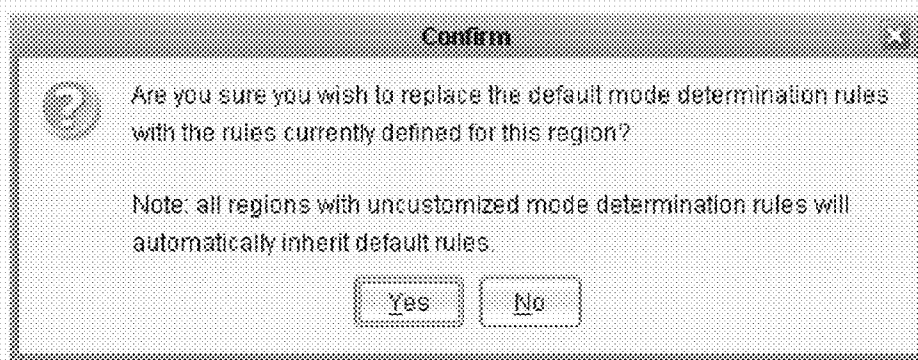 Confirm
Are you sure you wish to replace the default mode determination rules
with the rules currently defined for this region?
Note: all regions with uncustomized mode determination rules will
automatically inherit default rules.
Yes No